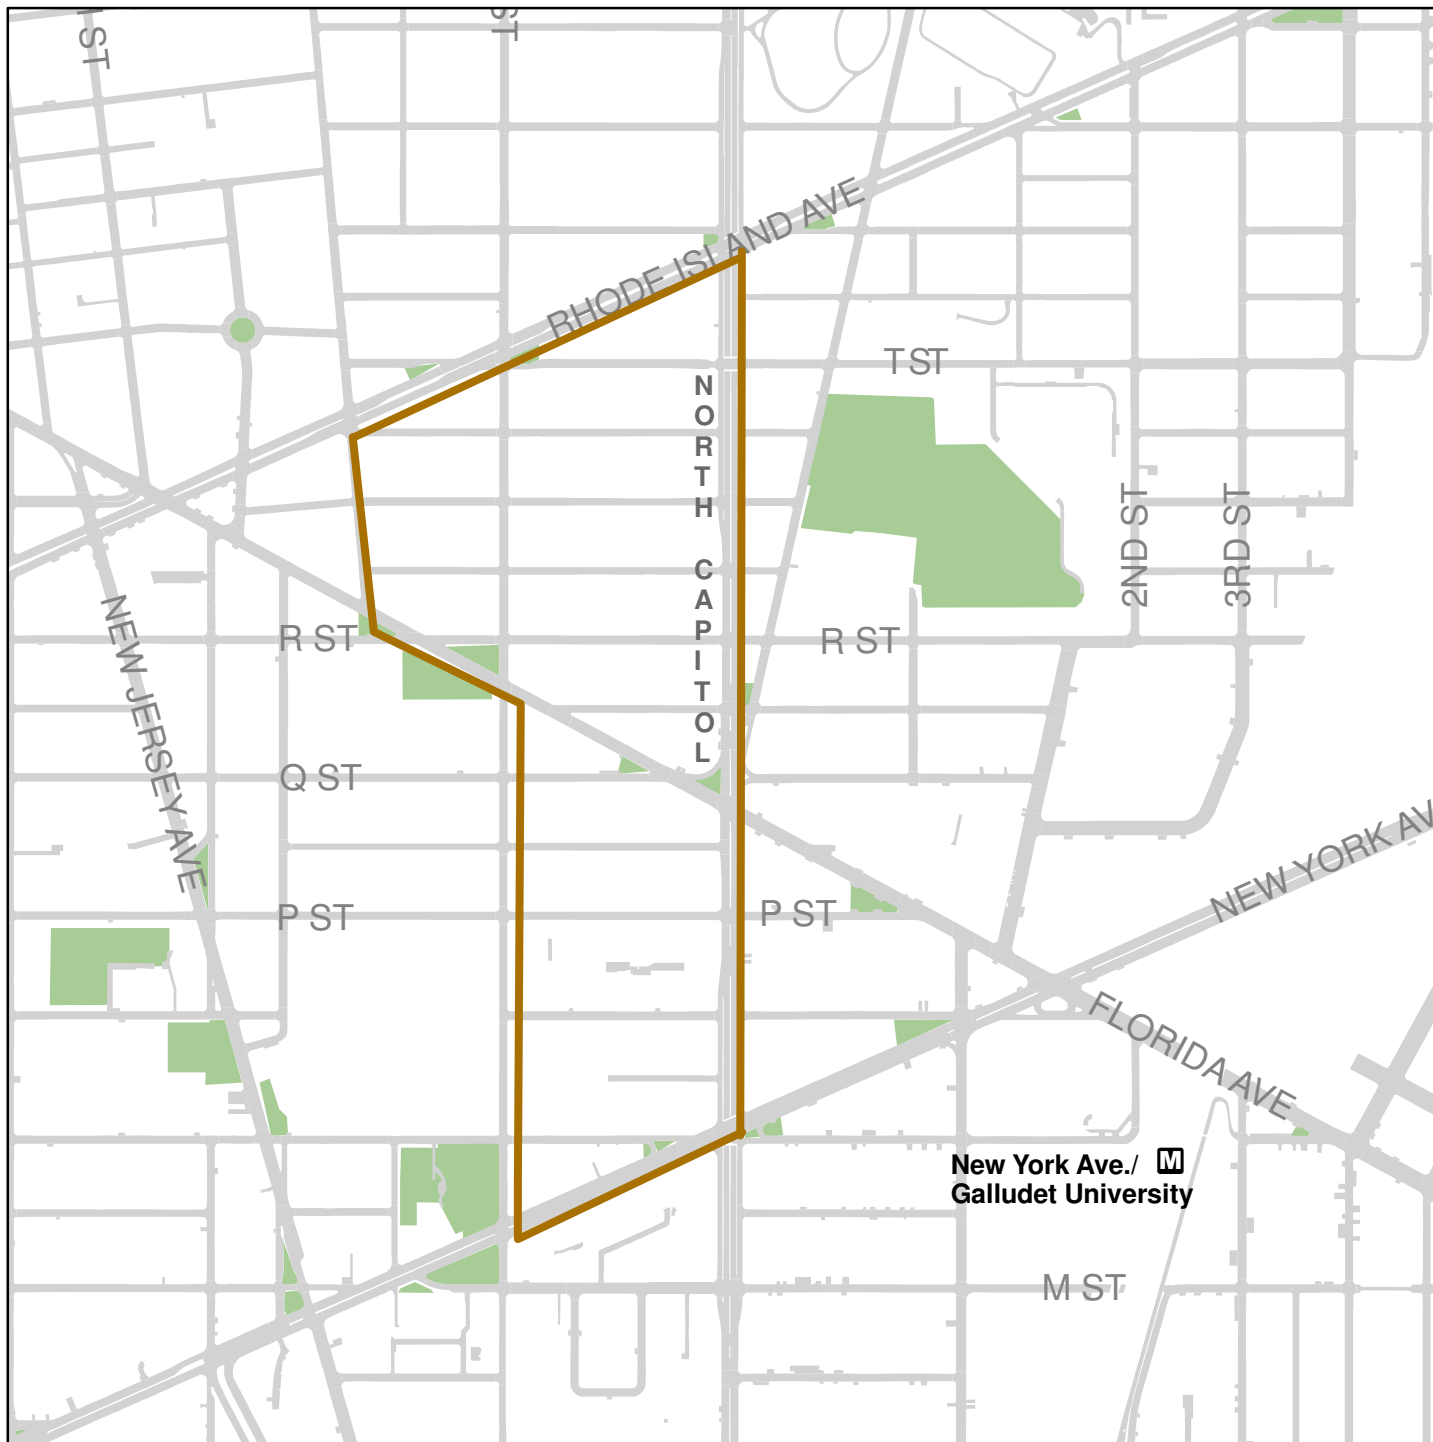 ST
ST
RHODE ISLAND AVE
T ST
NORTH CAPITOL
2ND ST
3RD ST
NEW JERSEY AVE
R ST
R ST
Q ST
NEW YORK AV
P ST
P ST
FLORIDA AVE
New York Ave./ M
Galludet University
M ST